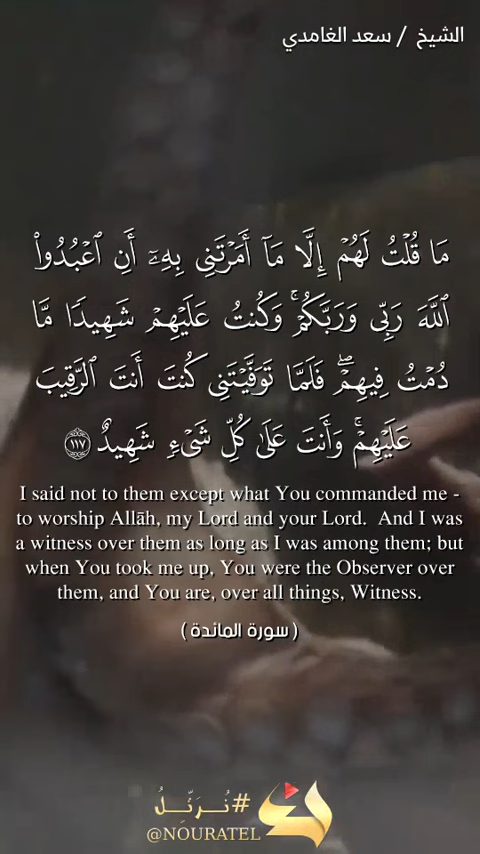 الشيخ / سعد الغامدي
مَا قُلۡتُ لَهُمۡ إِلَّا مَآ أَمَرۡتَنِي بِهِۦٓ أَنِ ٱعۡبُدُواْ
ٱللَّهَ رَبِّي وَرَبَّكُمۡۚ وَكُنتُ عَلَيۡهِمۡ شَهِيدٗا مَّا
دُمۡتُ فِيهِمۡۖ فَلَمَّا تَوَفَّيۡتَنِي كُنتَ أَنتَ ٱلرَّقِيبَ
عَلَيۡهِمۡۚ وَأَنتَ عَلَىٰ كُلِّ شَيۡءٖ شَهِيدٌ ١١٧
I said not to them except what You commanded me -
to worship Allāh, my Lord and your Lord. And I was
a witness over them as long as I was among them; but
when You took me up, You were the Observer over
them, and You are, over all things, Witness.
( سورة المائدة )
#نُرَتِّلُ
@NOURATEL